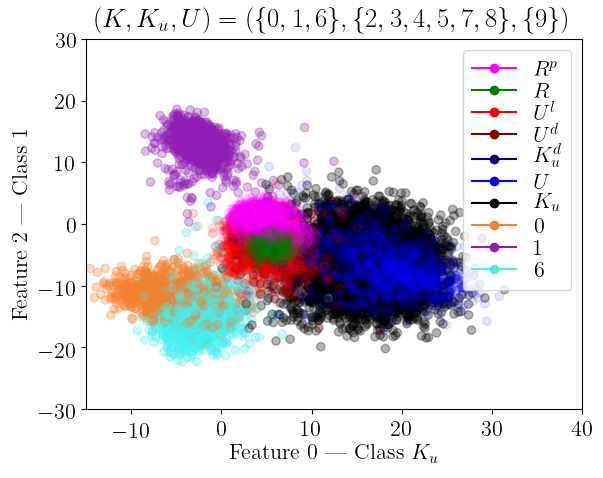 (K, K_u, U) = ({0, 1, 6}, {2, 3, 4, 5, 7, 8}, {9})
30
20
10
0
−10
−20
−30
Feature 2 — Class 1
−10 0 10 20 30 40
Feature 0 — Class K_u
R^p
R
U^l
U^d
K_u^d
U
K_u
0
1
6